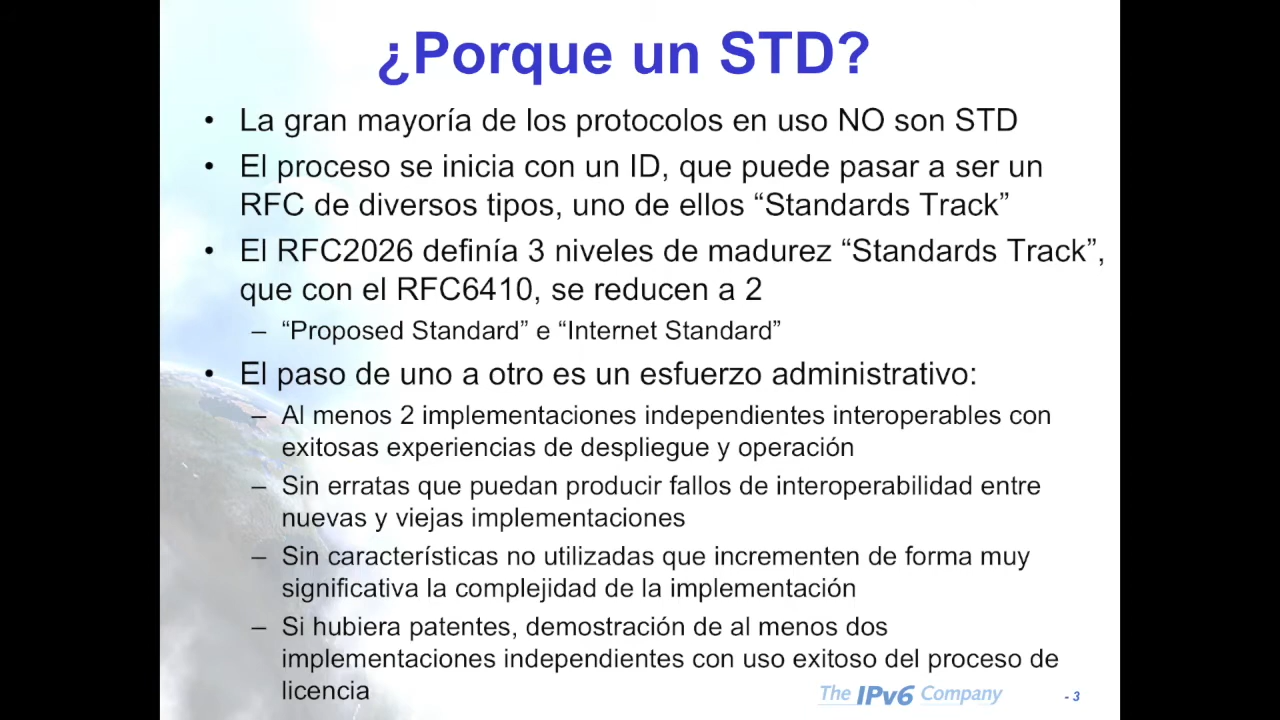 ¿Porque un STD?
• La gran mayoría de los protocolos en uso NO son STD
• El proceso se inicia con un ID, que puede pasar a ser un
RFC de diversos tipos, uno de ellos “Standards Track”
• El RFC2026 definía 3 niveles de madurez “Standards Track”,
que con el RFC6410, se reducen a 2
– “Proposed Standard” e “Internet Standard”
• El paso de uno a otro es un esfuerzo administrativo:
– Al menos 2 implementaciones independientes interoperables con
exitosas experiencias de despliegue y operación
– Sin erratas que puedan producir fallos de interoperabilidad entre
nuevas y viejas implementaciones
– Sin características no utilizadas que incrementen de forma muy
significativa la complejidad de la implementación
– Si hubiera patentes, demostración de al menos dos
implementaciones independientes con uso exitoso del proceso de
licencia
The IPv6 Company
- 3